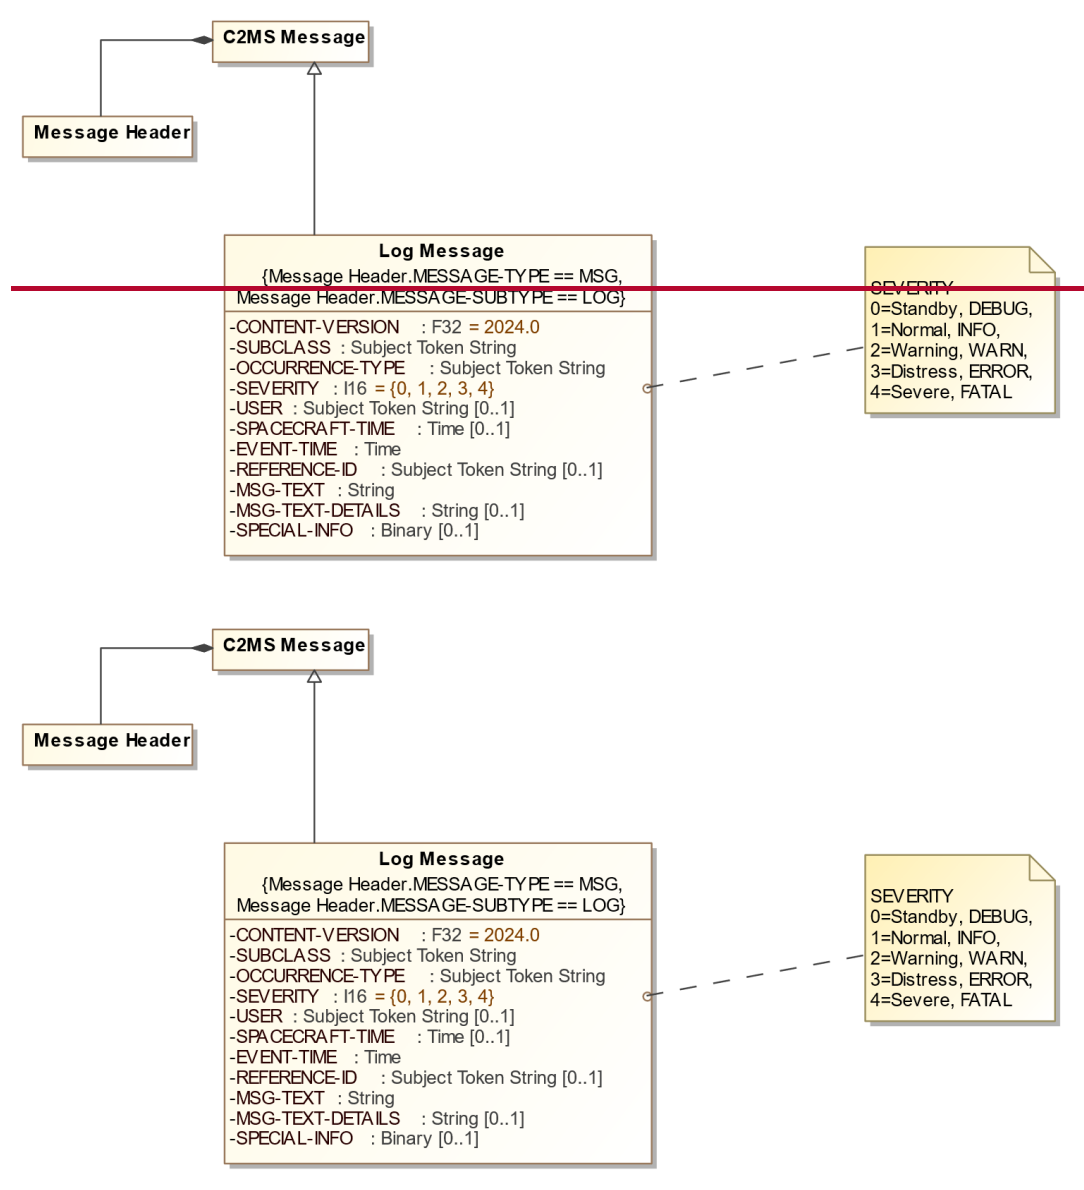 C2MS Message
Message Header
Log Message
{Message Header.MESSAGE-TYPE == MSG,
Message Header.MESSAGE-SUBTYPE == LOG}
-CONTENT-VERSION : F32 = 2024.0
-SUBCLASS : Subject Token String
-OCCURRENCE-TYPE : Subject Token String
-SEVERITY : I16 = {0, 1, 2, 3, 4}
-USER : Subject Token String [0..1]
-SPACECRAFT-TIME : Time [0..1]
-EVENT-TIME : Time
-REFERENCE-ID : Subject Token String [0..1]
-MSG-TEXT : String
-MSG-TEXT-DETAILS : String [0..1]
-SPECIAL-INFO : Binary [0..1]
SEVERITY
0=Standby, DEBUG,
1=Normal, INFO,
2=Warning, WARN,
3=Distress, ERROR,
4=Severe, FATAL
C2MS Message
Message Header
Log Message
{Message Header.MESSAGE-TYPE == MSG,
Message Header.MESSAGE-SUBTYPE == LOG}
-CONTENT-VERSION : F32 = 2024.0
-SUBCLASS : Subject Token String
-OCCURRENCE-TYPE : Subject Token String
-SEVERITY : I16 = {0, 1, 2, 3, 4}
-USER : Subject Token String [0..1]
-SPACECRAFT-TIME : Time [0..1]
-EVENT-TIME : Time
-REFERENCE-ID : Subject Token String [0..1]
-MSG-TEXT : String
-MSG-TEXT-DETAILS : String [0..1]
-SPECIAL-INFO : Binary [0..1]
SEVERITY
0=Standby, DEBUG,
1=Normal, INFO,
2=Warning, WARN,
3=Distress, ERROR,
4=Severe, FATAL